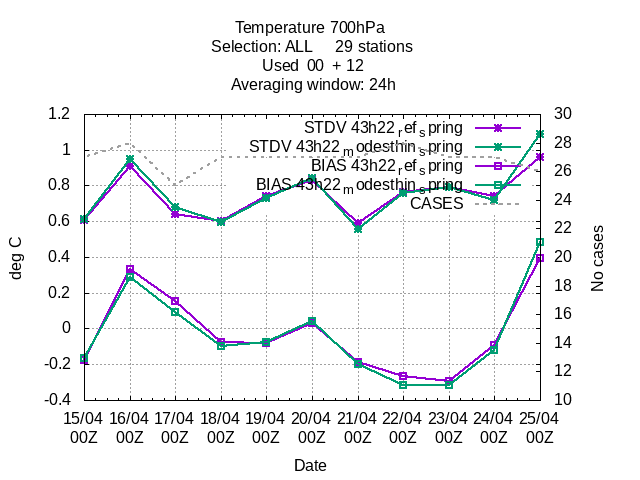 Temperature 700hPa
Selection: ALL     29 stations
Used  00  + 12
Averaging window: 24h
STDV 43h22refspring
STDV 43h22modesthinspring
BIAS 43h22refspring
BIAS 43h22modesthinspring
CASES
1.2
1
0.8
0.6
0.4
0.2
0
-0.2
-0.4
deg C
30
28
26
24
22
20
18
16
14
12
10
No cases
15/04 16/04 17/04 18/04 19/04 20/04 21/04 22/04 23/04 24/04 25/04
00Z 00Z 00Z 00Z 00Z 00Z 00Z 00Z 00Z 00Z 00Z
Date